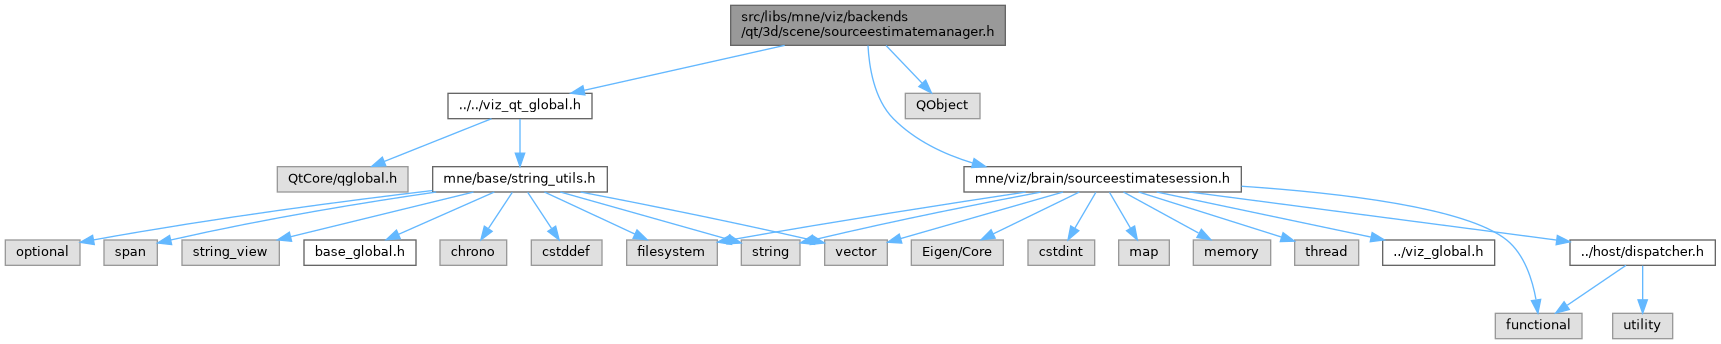 src/libs/mne/viz/backends
/qt/3d/scene/sourceestimatemanager.h
../../viz_qt_global.h
QObject
QtCore/qglobal.h
mne/base/string_utils.h
mne/viz/brain/sourceestimatesession.h
optional
span
string_view
base_global.h
chrono
cstddef
filesystem
string
vector
Eigen/Core
cstdint
map
memory
thread
../viz_global.h
../host/dispatcher.h
functional
utility